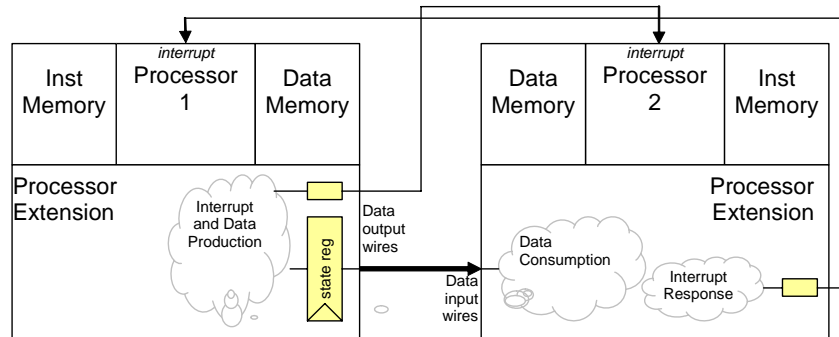 interrupt
Inst
Memory
Processor
1
Data
Memory
Processor
Extension
Interrupt
and Data
Production
state reg
Data
output
wires
Data
input
wires
interrupt
Data
Memory
Processor
2
Inst
Memory
Processor
Extension
Data
Consumption
Interrupt
Response